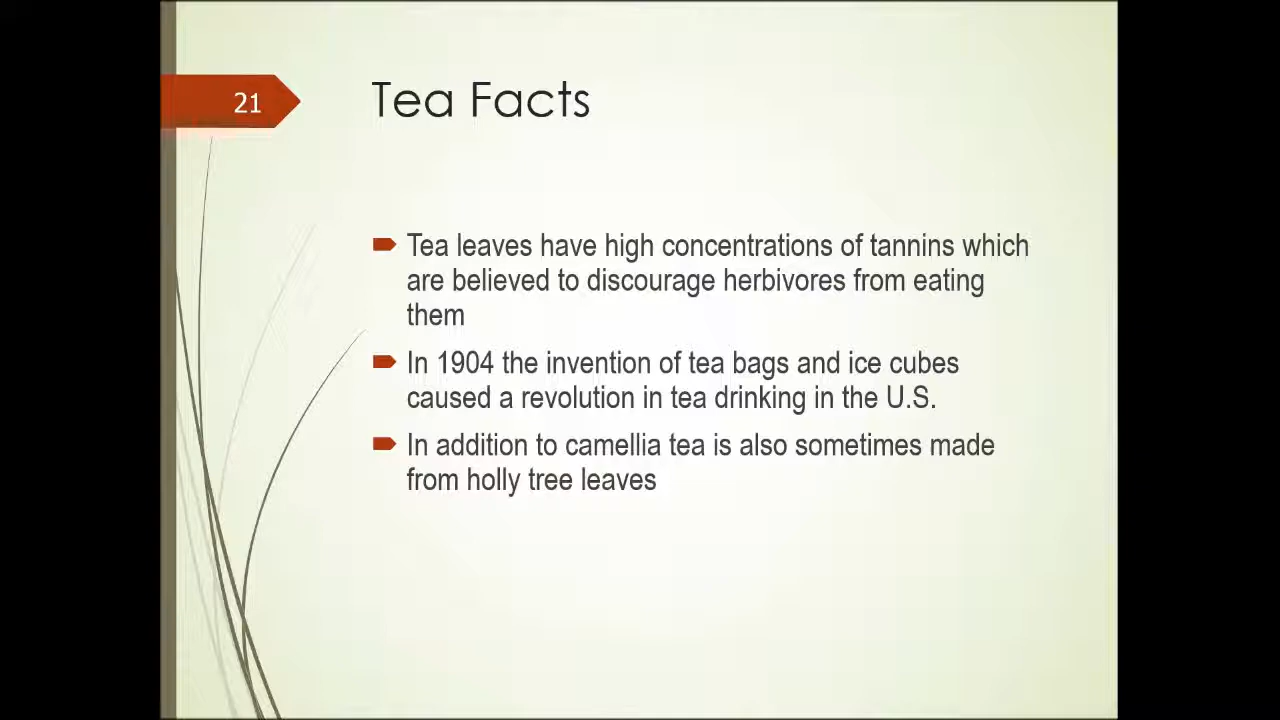 21
Tea Facts
Tea leaves have high concentrations of tannins which
are believed to discourage herbivores from eating
them
In 1904 the invention of tea bags and ice cubes
caused a revolution in tea drinking in the U.S.
In addition to camellia tea is also sometimes made
from holly tree leaves